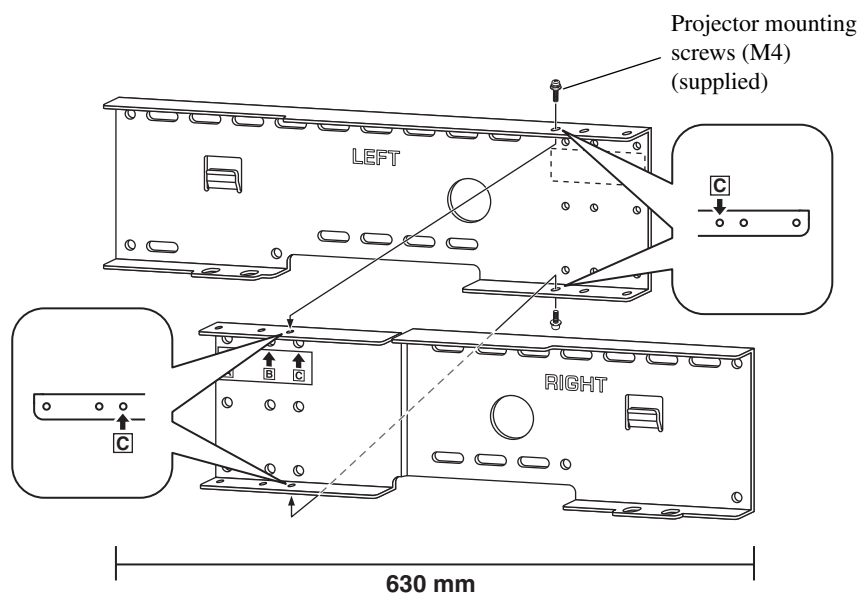 Projector mounting
screws (M4)
(supplied)
LEFT
C
A B C
RIGHT
C
630 mm